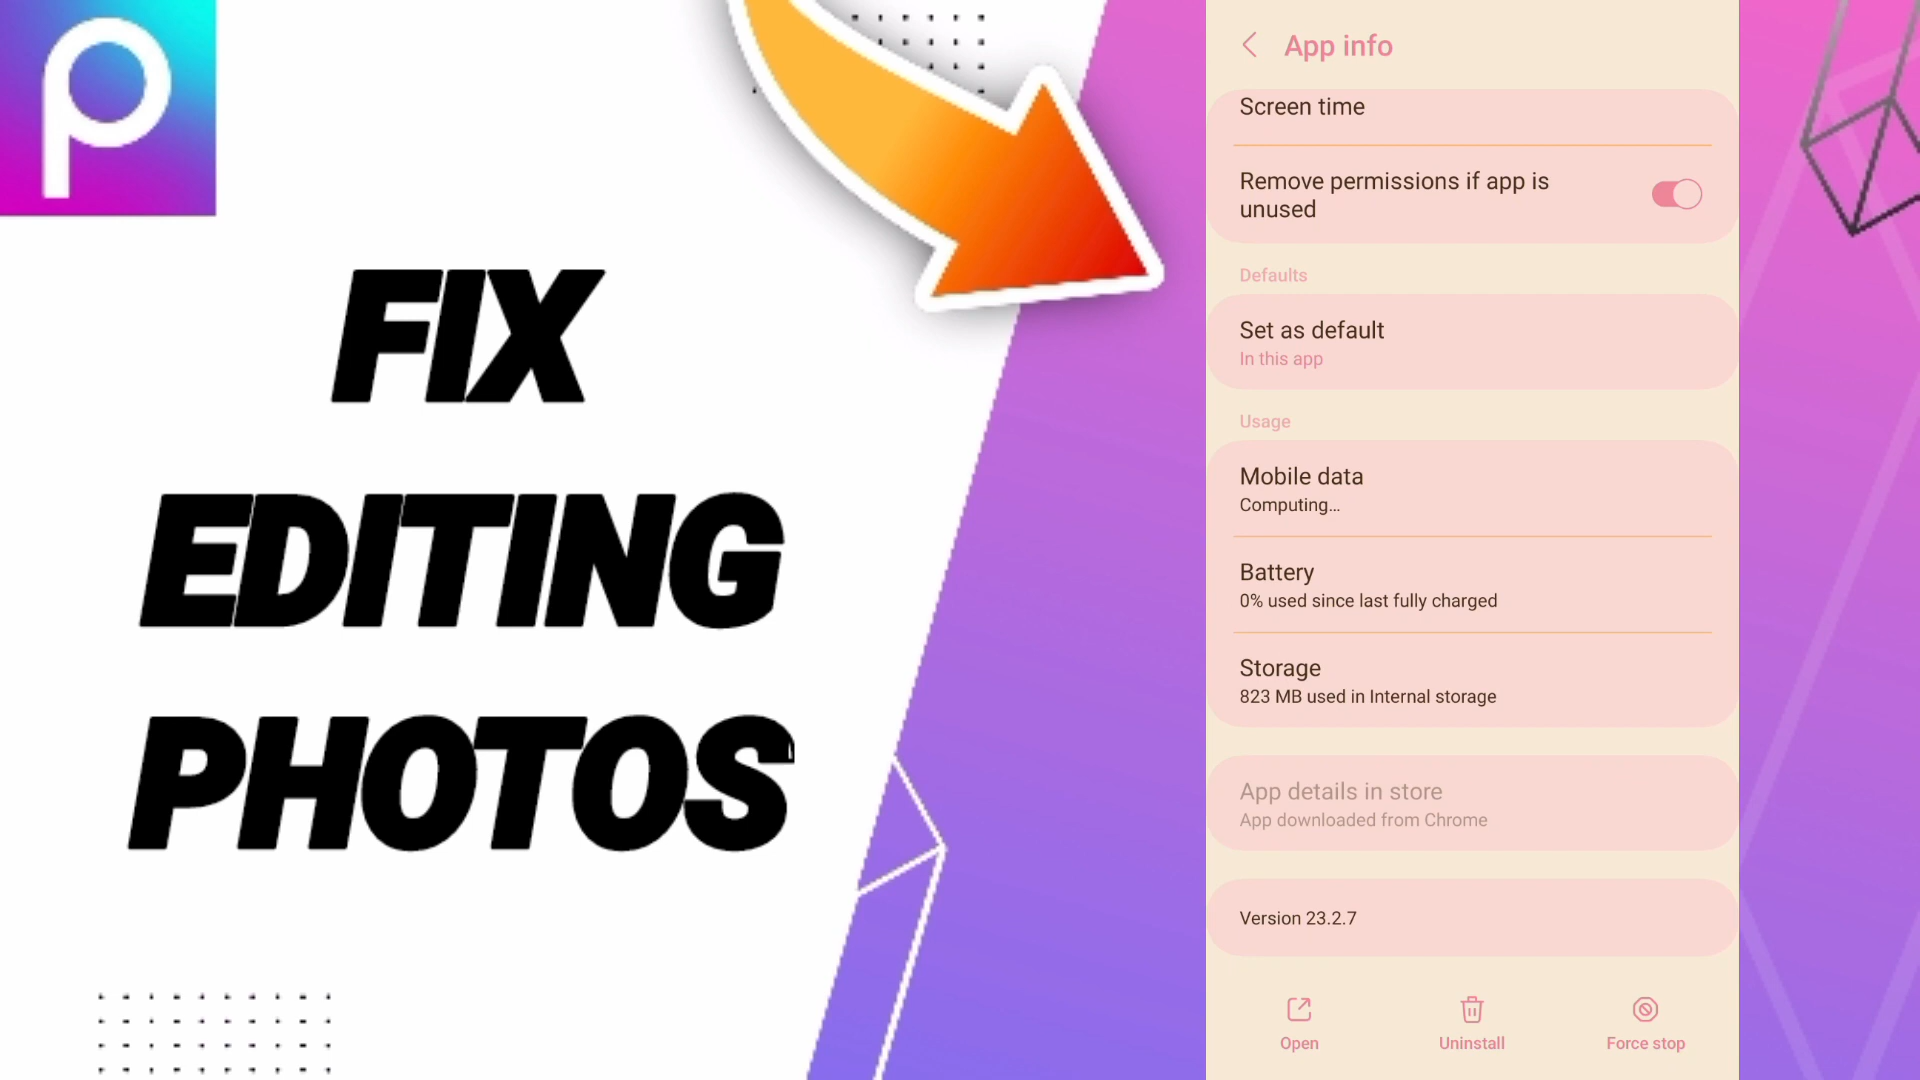 FIX
EDITING
PHOTOS
App info
Screen time
Remove permissions if app is
unused
Defaults
Set as default
In this app
Usage
Mobile data
Computing...
Battery
0% used since last fully charged
Storage
823 MB used in Internal storage
App details in store
App downloaded from Chrome
Version 23.2.7
Open
Uninstall
Force stop